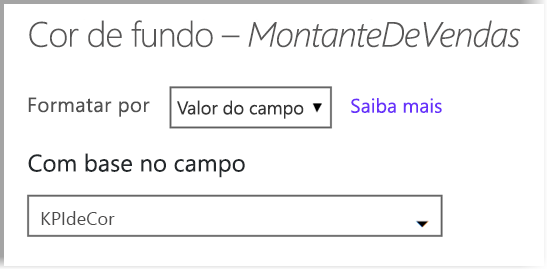 Cor de fundo – MontanteDeVendas
Formatar por Valor do campo Saiba mais
Com base no campo
KPIdeCor